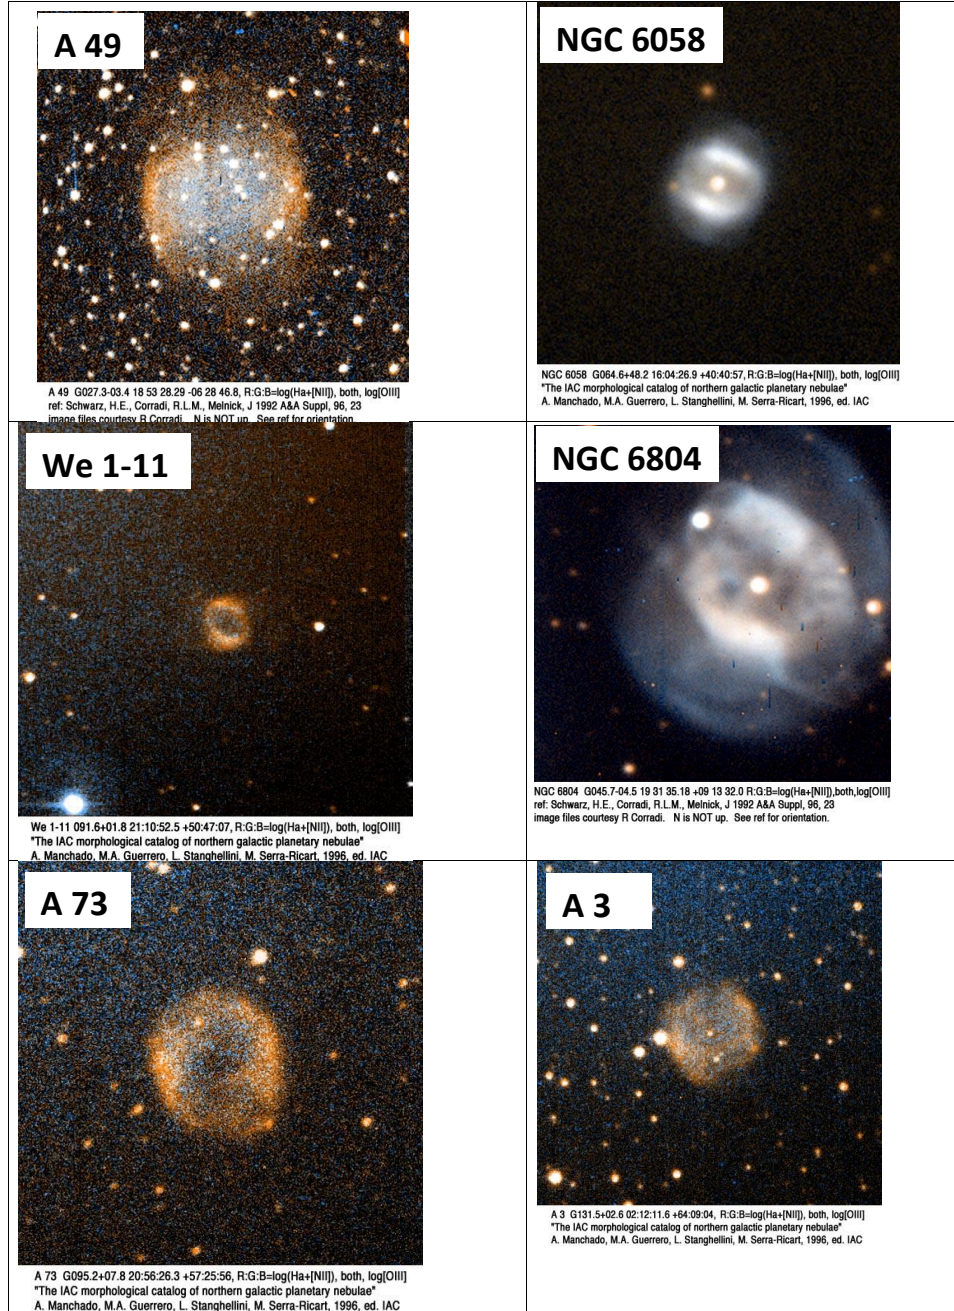 A 49
A 49 G027.3-03.4 18 53 28.29 -06 28 46.8, R:G:B=log(Ha+[NII]), both, log[OIII]
ref: Schwarz, H.E., Corradi, R.L.M., Melnick, J 1992 A&A Suppl, 96, 23
image files courtesy R Corradi. N is NOT up. See ref for orientation.
NGC 6058
NGC 6058 G064.6+48.2 16:04:26.9 +40:40:57, R:G:B=log(Ha+[NII]), both, log[OIII]
"The IAC morphological catalog of northern galactic planetary nebulae"
A. Manchado, M.A. Guerrero, L. Stanghellini, M. Serra-Ricart, 1996, ed. IAC
We 1-11
We 1-11 091.6+01.8 21:10:52.5 +50:47:07, R:G:B=log(Ha+[NII]), both, log[OIII]
"The IAC morphological catalog of northern galactic planetary nebulae"
A. Manchado, M.A. Guerrero, L. Stanghellini, M. Serra-Ricart, 1996, ed. IAC
NGC 6804
NGC 6804 G045.7-04.5 19 31 35.18 +09 13 32.0 R:G:B=log(Ha+[NII]),both,log[OIII]
ref: Schwarz, H.E., Corradi, R.L.M., Melnick, J 1992 A&A Suppl, 96, 23
image files courtesy R Corradi. N is NOT up. See ref for orientation.
A 73
A 73 G095.2+07.8 20:56:26.3 +57:25:56, R:G:B=log(Ha+[NII]), both, log[OIII]
"The IAC morphological catalog of northern galactic planetary nebulae"
A. Manchado, M.A. Guerrero, L. Stanghellini, M. Serra-Ricart, 1996, ed. IAC
A 3
A 3 G131.5+02.6 02:12:11.6 +64:09:04, R:G:B=log(Ha+[NII]), both, log[OIII]
"The IAC morphological catalog of northern galactic planetary nebulae"
A. Manchado, M.A. Guerrero, L. Stanghellini, M. Serra-Ricart, 1996, ed. IAC